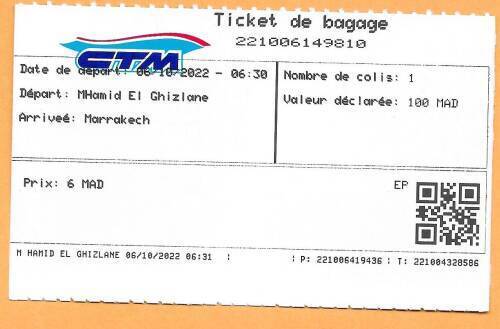 Ticket de bagage
221006149810
CTM
Date de départ: 06/10/2022 - 06:30
Départ: MHamid El Ghizlane
Arriveé: Marrakech
Nombre de colis: 1
Valeur déclarée: 100 MAD
Prix: 6 MAD
EP
M HAMID EL GHIZLANE 06/10/2022 06:31 : : P: 221006419436 : T: 221004328586